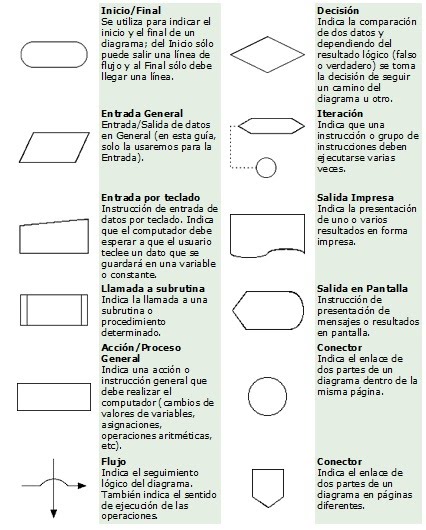 Inicio/Final
Se utiliza para indicar el
inicio y el final de un
diagrama; del Inicio sólo
puede salir una línea de
flujo y al Final sólo debe
llegar una línea.
Decisión
Indica la comparación
de dos datos y
dependiendo del
resultado lógico (falso
o verdadero) se toma
la decisión de seguir
un camino del
diagrama u otro.
Entrada General
Entrada/Salida de datos
en General (en esta guía,
solo la usaremos para la
Entrada).
Iteración
Indica que una
instrucción o grupo de
instrucciones deben
ejecutarse varias
veces.
Entrada por teclado
Instrucción de entrada de
datos por teclado. Indica
que el computador debe
esperar a que el usuario
teclee un dato que se
guardará en una variable
o constante.
Salida Impresa
Indica la presentación
de uno o varios
resultados en forma
impresa.
Llamada a subrutina
Indica la llamada a una
subrutina o
procedimiento
determinado.
Salida en Pantalla
Instrucción de
presentación de
mensajes o resultados
en pantalla.
Acción/Proceso
General
Indica una acción o
instrucción general que
debe realizar el
computador (cambios de
valores de variables,
asignaciones,
operaciones aritméticas,
etc).
Conector
Indica el enlace de
dos partes de un
diagrama dentro de la
misma página.
Flujo
Indica el seguimiento
lógico del diagrama.
También indica el sentido
de ejecución de las
operaciones.
Conector
Indica el enlace de
dos partes de un
diagrama en páginas
diferentes.